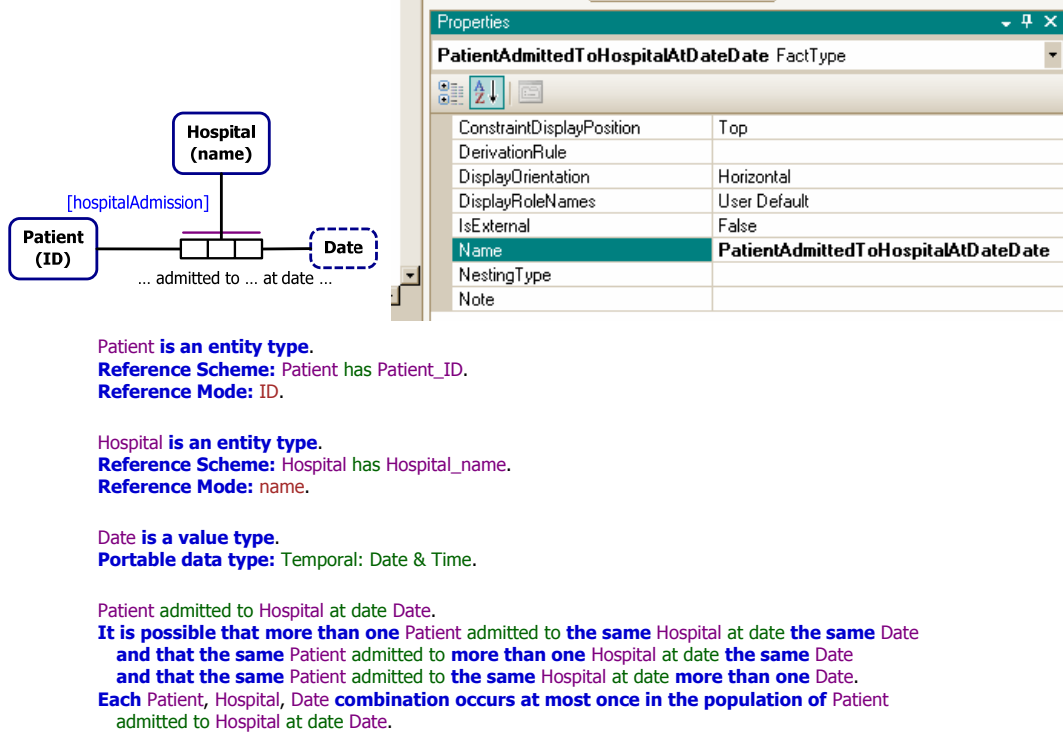 Properties
PatientAdmittedToHospitalAtDateDate FactType
ConstraintDisplayPosition Top
DerivationRule
DisplayOrientation Horizontal
DisplayRoleNames User Default
IsExternal False
Name PatientAdmittedToHospitalAtDateDate
NestingType
Note
Hospital
(name)
[hospitalAdmission]
Patient
(ID)
Date
... admitted to ... at date ...
Patient is an entity type.
Reference Scheme: Patient has Patient_ID.
Reference Mode: ID.
Hospital is an entity type.
Reference Scheme: Hospital has Hospital_name.
Reference Mode: name.
Date is a value type.
Portable data type: Temporal: Date & Time.
Patient admitted to Hospital at date Date.
It is possible that more than one Patient admitted to the same Hospital at date the same Date
and that the same Patient admitted to more than one Hospital at date the same Date
and that the same Patient admitted to the same Hospital at date more than one Date.
Each Patient, Hospital, Date combination occurs at most once in the population of Patient
admitted to Hospital at date Date.